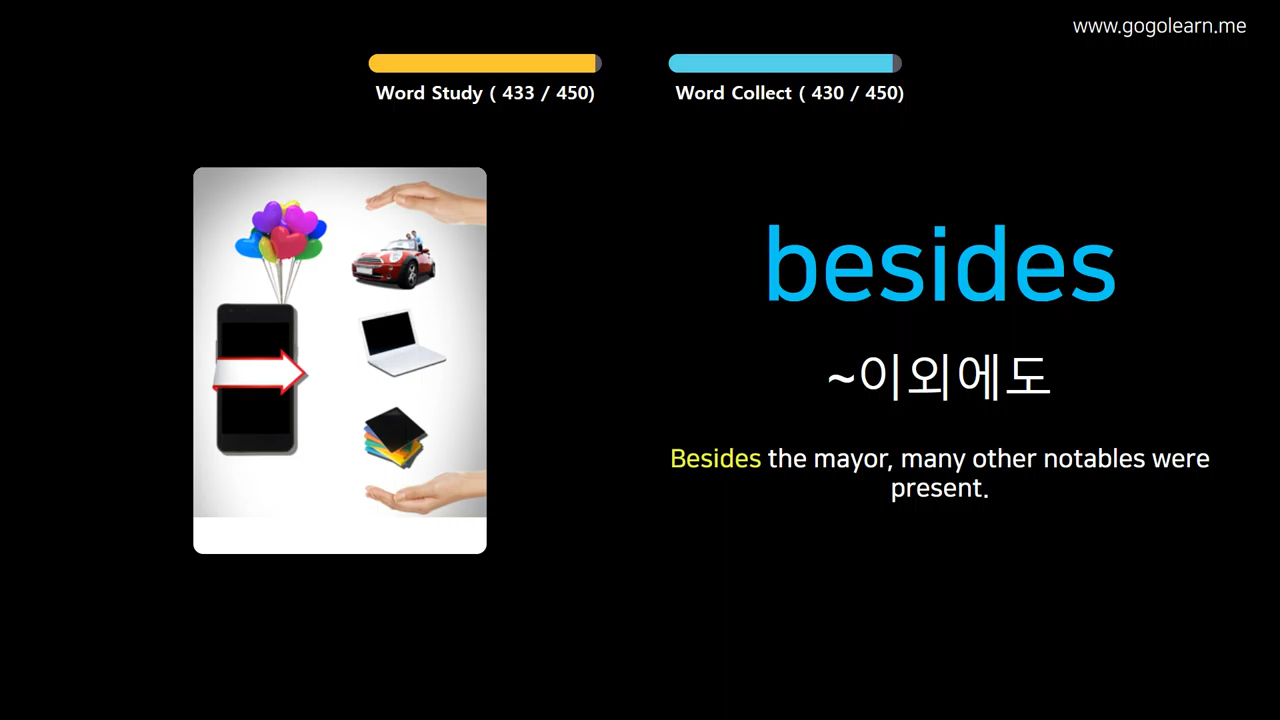 www.gogolearn.me
Word Study ( 433 / 450)
Word Collect ( 430 / 450)
besides
~이외에도
Besides the mayor, many other notables were
present.